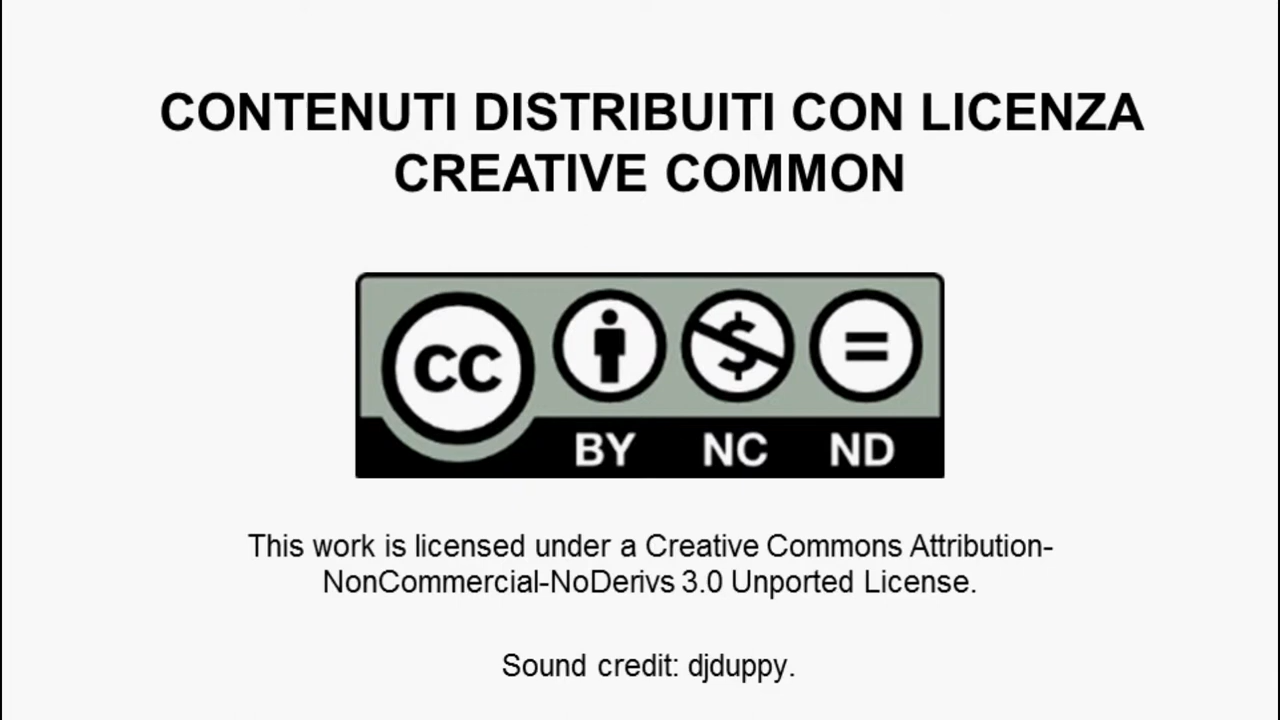 CONTENUTI DISTRIBUITI CON LICENZA
CREATIVE COMMON
CC
BY NC ND
This work is licensed under a Creative Commons Attribution-
NonCommercial-NoDerivs 3.0 Unported License.
Sound credit: djduppy.